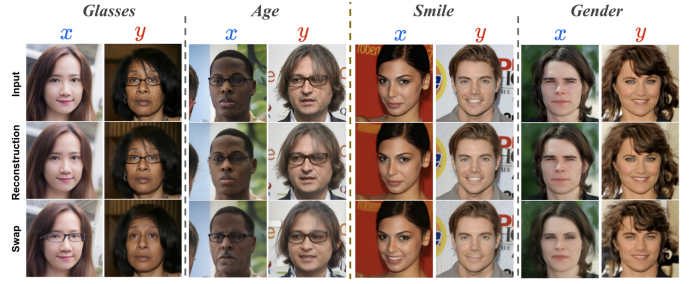 Glasses Age Smile Gender
x y x y x y x y
Input
Reconstruction
Swap